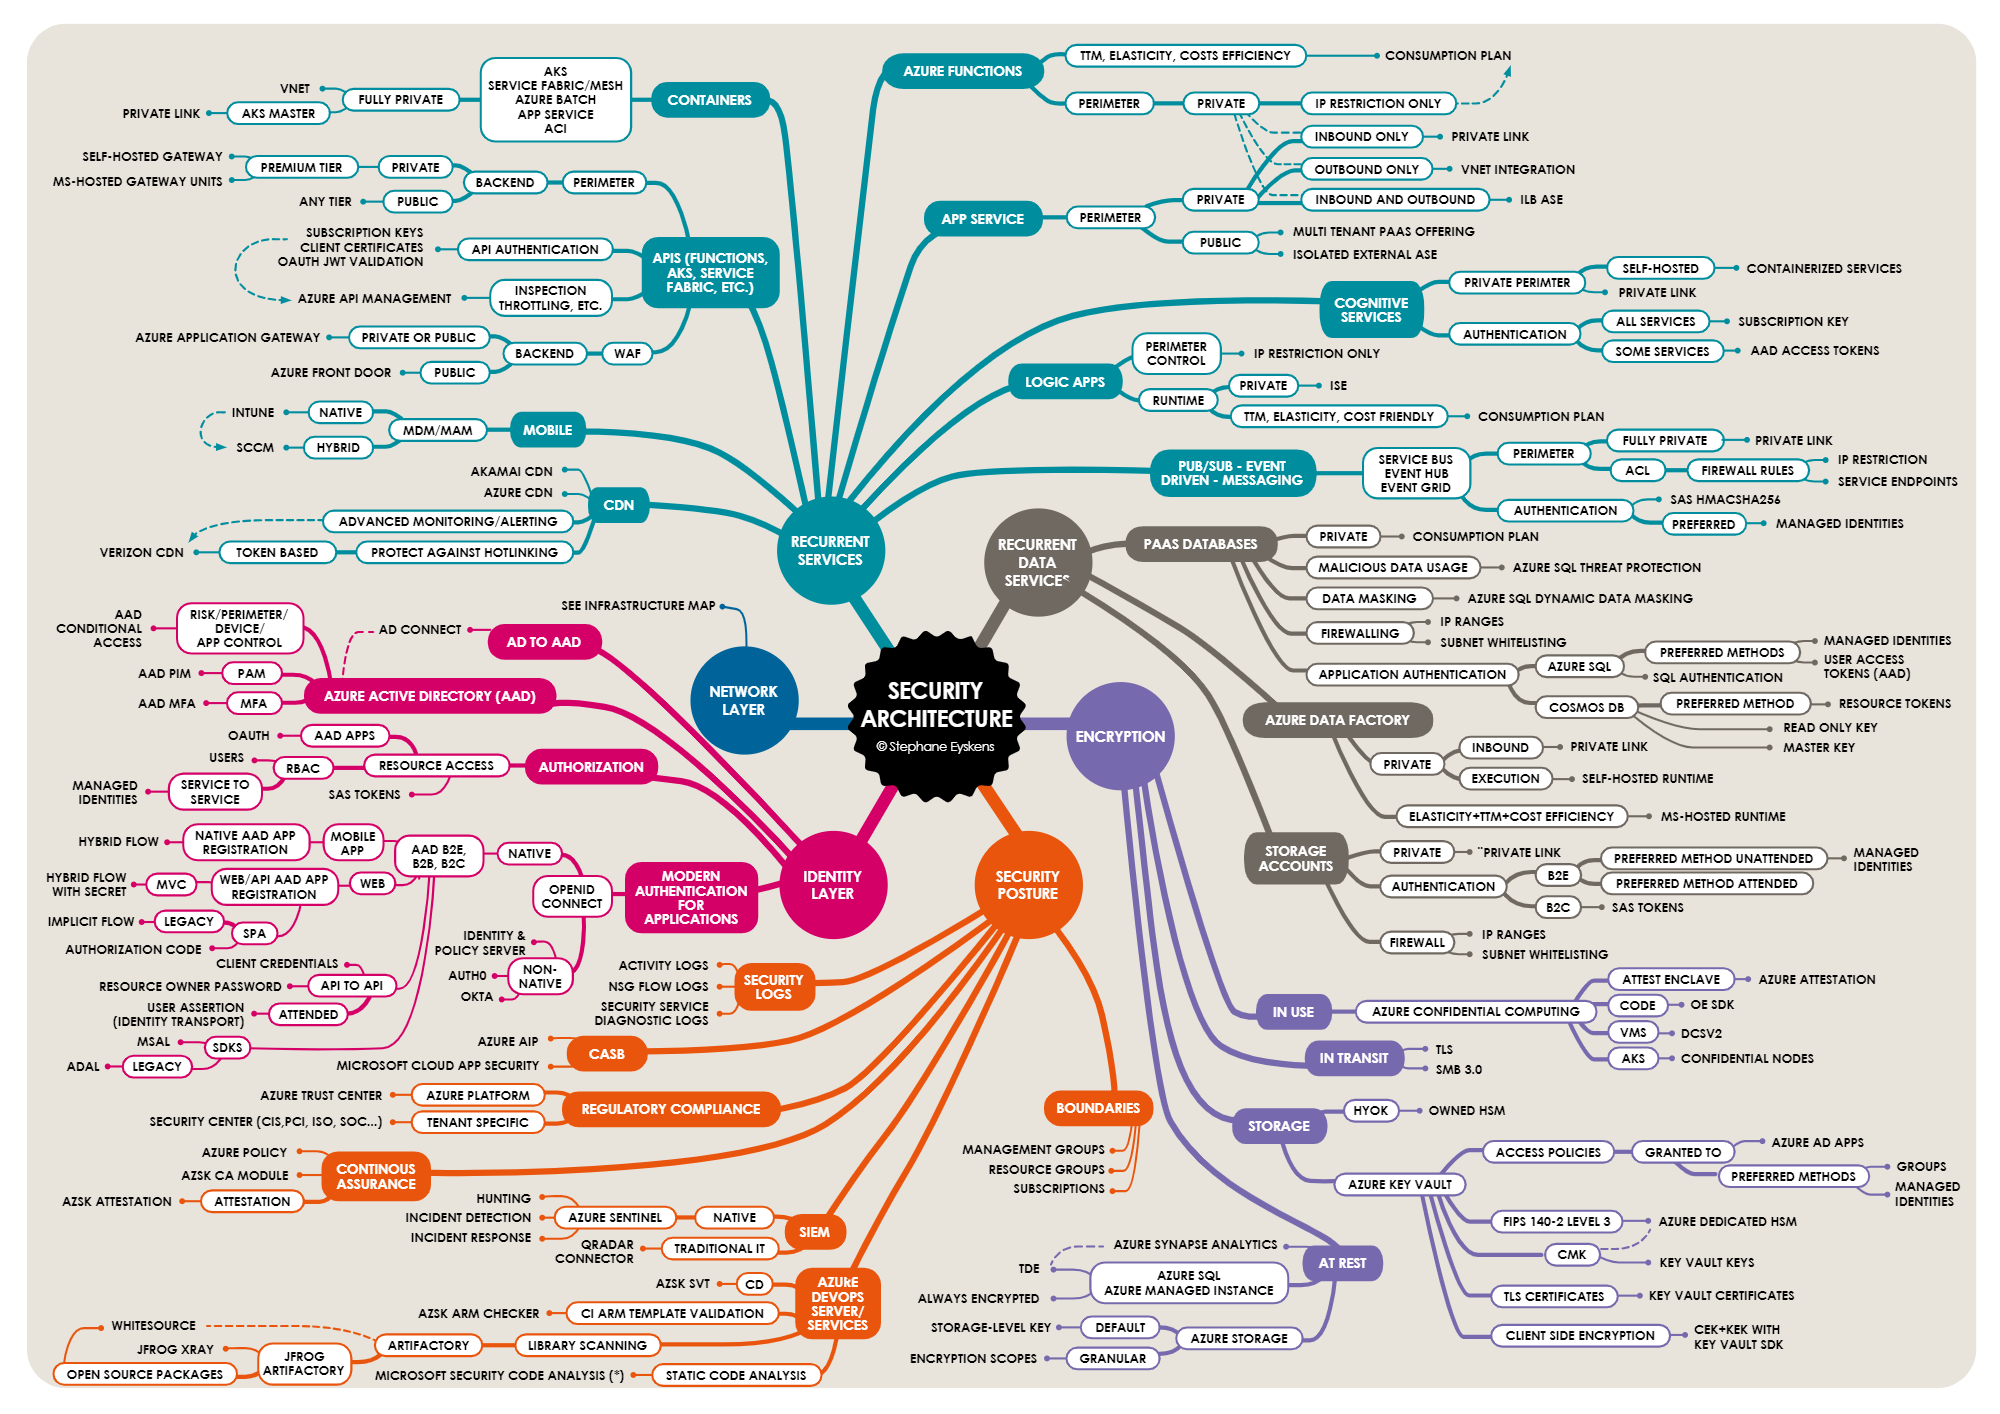 CONTAINERS
AKS
SERVICE FABRIC/MESH
AZURE BATCH
APP SERVICE
ACI
FULLY PRIVATE
VNET
AKS MASTER
PRIVATE LINK
APIS (FUNCTIONS,
AKS, SERVICE
FABRIC, ETC.)
PERIMETER
BACKEND
PRIVATE
PREMIUM TIER
SELF-HOSTED GATEWAY
MS-HOSTED GATEWAY UNITS
PUBLIC
ANY TIER
API AUTHENTICATION
SUBSCRIPTION KEYS
CLIENT CERTIFICATES
OAUTH JWT VALIDATION
INSPECTION
THROTTLING, ETC.
AZURE API MANAGEMENT
WAF
BACKEND
PRIVATE OR PUBLIC
AZURE APPLICATION GATEWAY
PUBLIC
AZURE FRONT DOOR
MOBILE
MDM/MAM
NATIVE
INTUNE
HYBRID
SCCM
CDN
AKAMAI CDN
AZURE CDN
ADVANCED MONITORING/ALERTING
PROTECT AGAINST HOTLINKING
TOKEN BASED
VERIZON CDN
RECURRENT
SERVICES
AZURE FUNCTIONS
TTM, ELASTICITY, COSTS EFFICIENCY
CONSUMPTION PLAN
PERIMETER
PRIVATE
IP RESTRICTION ONLY
INBOUND ONLY
PRIVATE LINK
OUTBOUND ONLY
VNET INTEGRATION
INBOUND AND OUTBOUND
ILB ASE
APP SERVICE
PERIMETER
PRIVATE
PUBLIC
MULTI TENANT PAAS OFFERING
ISOLATED EXTERNAL ASE
COGNITIVE
SERVICES
PRIVATE PERIMTER
SELF-HOSTED
CONTAINERIZED SERVICES
PRIVATE LINK
AUTHENTICATION
ALL SERVICES
SUBSCRIPTION KEY
SOME SERVICES
AAD ACCESS TOKENS
LOGIC APPS
PERIMETER
CONTROL
IP RESTRICTION ONLY
RUNTIME
PRIVATE
ISE
TTM, ELASTICITY, COST FRIENDLY
CONSUMPTION PLAN
PUB/SUB - EVENT
DRIVEN - MESSAGING
SERVICE BUS
EVENT HUB
EVENT GRID
PERIMETER
FULLY PRIVATE
PRIVATE LINK
ACL
FIREWALL RULES
IP RESTRICTION
SERVICE ENDPOINTS
AUTHENTICATION
SAS HMACSHA256
PREFERRED
MANAGED IDENTITIES
RECURRENT
DATA
SERVICES
PAAS DATABASES
PRIVATE
CONSUMPTION PLAN
MALICIOUS DATA USAGE
AZURE SQL THREAT PROTECTION
DATA MASKING
AZURE SQL DYNAMIC DATA MASKING
FIREWALLING
IP RANGES
SUBNET WHITELISTING
APPLICATION AUTHENTICATION
AZURE SQL
PREFERRED METHODS
MANAGED IDENTITIES
USER ACCESS
TOKENS (AAD)
SQL AUTHENTICATION
COSMOS DB
PREFERRED METHOD
RESOURCE TOKENS
READ ONLY KEY
MASTER KEY
AZURE DATA FACTORY
PRIVATE
INBOUND
PRIVATE LINK
EXECUTION
SELF-HOSTED RUNTIME
ELASTICITY+TTM+COST EFFICIENCY
MS-HOSTED RUNTIME
STORAGE
ACCOUNTS
PRIVATE
¨PRIVATE LINK
AUTHENTICATION
B2E
PREFERRED METHOD UNATTENDED
MANAGED
IDENTITIES
PREFERRED METHOD ATTENDED
B2C
SAS TOKENS
FIREWALL
IP RANGES
SUBNET WHITELISTING
SEE INFRASTRUCTURE MAP
NETWORK
LAYER
SECURITY
ARCHITECTURE
© Stephane Eyskens
ENCRYPTION
IN USE
AZURE CONFIDENTIAL COMPUTING
ATTEST ENCLAVE
AZURE ATTESTATION
CODE
OE SDK
VMS
DCSV2
AKS
CONFIDENTIAL NODES
IN TRANSIT
TLS
SMB 3.0
STORAGE
HYOK
OWNED HSM
AZURE KEY VAULT
ACCESS POLICIES
GRANTED TO
AZURE AD APPS
PREFERRED METHODS
GROUPS
MANAGED
IDENTITIES
FIPS 140-2 LEVEL 3
AZURE DEDICATED HSM
CMK
KEY VAULT KEYS
TLS CERTIFICATES
KEY VAULT CERTIFICATES
CLIENT SIDE ENCRYPTION
CEK+KEK WITH
KEY VAULT SDK
AT REST
AZURE SYNAPSE ANALYTICS
TDE
AZURE SQL
AZURE MANAGED INSTANCE
ALWAYS ENCRYPTED
AZURE STORAGE
DEFAULT
STORAGE-LEVEL KEY
GRANULAR
ENCRYPTION SCOPES
IDENTITY
LAYER
AD TO AAD
AD CONNECT
AZURE ACTIVE DIRECTORY (AAD)
RISK/PERIMETER/
DEVICE/
APP CONTROL
AAD
CONDITIONAL
ACCESS
PAM
AAD PIM
MFA
AAD MFA
AUTHORIZATION
RESOURCE ACCESS
AAD APPS
OAUTH
RBAC
USERS
SERVICE TO
SERVICE
MANAGED
IDENTITIES
SAS TOKENS
MODERN
AUTHENTICATION
FOR
APPLICATIONS
OPENID
CONNECT
NATIVE
AAD B2E,
B2B, B2C
MOBILE
APP
NATIVE AAD APP
REGISTRATION
HYBRID FLOW
WEB
WEB/API AAD APP
REGISTRATION
MVC
HYBRID FLOW
WITH SECRET
SPA
LEGACY
IMPLICIT FLOW
AUTHORIZATION CODE
API TO API
CLIENT CREDENTIALS
RESOURCE OWNER PASSWORD
ATTENDED
USER ASSERTION
(IDENTITY TRANSPORT)
SDKS
MSAL
LEGACY
ADAL
NON-
NATIVE
IDENTITY &
POLICY SERVER
AUTH0
OKTA
SECURITY
POSTURE
SECURITY
LOGS
ACTIVITY LOGS
NSG FLOW LOGS
SECURITY SERVICE
DIAGNOSTIC LOGS
CASB
AZURE AIP
MICROSOFT CLOUD APP SECURITY
REGULATORY COMPLIANCE
AZURE PLATFORM
AZURE TRUST CENTER
TENANT SPECIFIC
SECURITY CENTER (CIS,PCI, ISO, SOC...)
CONTINOUS
ASSURANCE
AZURE POLICY
AZSK CA MODULE
ATTESTATION
AZSK ATTESTATION
SIEM
NATIVE
AZURE SENTINEL
HUNTING
INCIDENT DETECTION
INCIDENT RESPONSE
TRADITIONAL IT
QRADAR
CONNECTOR
AZURE
DEVOPS
SERVER/
SERVICES
CD
AZSK SVT
CI ARM TEMPLATE VALIDATION
AZSK ARM CHECKER
LIBRARY SCANNING
ARTIFACTORY
WHITESOURCE
JFROG
ARTIFACTORY
JFROG XRAY
OPEN SOURCE PACKAGES
STATIC CODE ANALYSIS
MICROSOFT SECURITY CODE ANALYSIS (*)
BOUNDARIES
MANAGEMENT GROUPS
RESOURCE GROUPS
SUBSCRIPTIONS